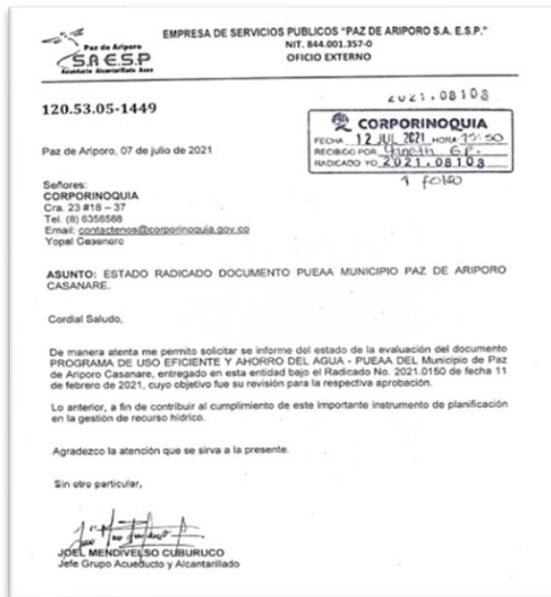 Paz de Ariporo
S.A E.S.P
Acueducto Alcantarillado Aseo
EMPRESA DE SERVICIOS PUBLICOS "PAZ DE ARIPORO S.A. E.S.P."
NIT. 844.001.357-0
OFICIO EXTERNO
2021.08103
120.53.05-1449
CORPORINOQUIA
FECHA 12 JUL 2021 HORA 15:50
RECIBIDO POR
RADICADO YO 2021.08103
1 folio
Paz de Ariporo, 07 de julio de 2021
Señores:
CORPORINOQUIA
Cra. 23 #18 – 37
Tel. (8) 6358588
Email: contactenos@corporinoquia.gov.co
Yopal Casanare
ASUNTO: ESTADO RADICADO DOCUMENTO PUEAA MUNICIPIO PAZ DE ARIPORO
CASANARE.
Cordial Saludo,
De manera atenta me permito solicitar se informe del estado de la evaluación del documento
PROGRAMA DE USO EFICIENTE Y AHORRO DEL AGUA - PUEAA DEL Municipio de Paz
de Ariporo Casanare, entregado en esta entidad bajo el Radicado No. 2021.0150 de fecha 11
de febrero de 2021, cuyo objetivo fue su revisión para la respectiva aprobación.
Lo anterior, a fin de contribuir al cumplimiento de este importante instrumento de planificación
en la gestión de recurso hídrico.
Agradezco la atención que se sirva a la presente.
Sin otro particular,
JOEL MENDIVELSO CUBURUCO
Jefe Grupo Acueducto y Alcantarillado